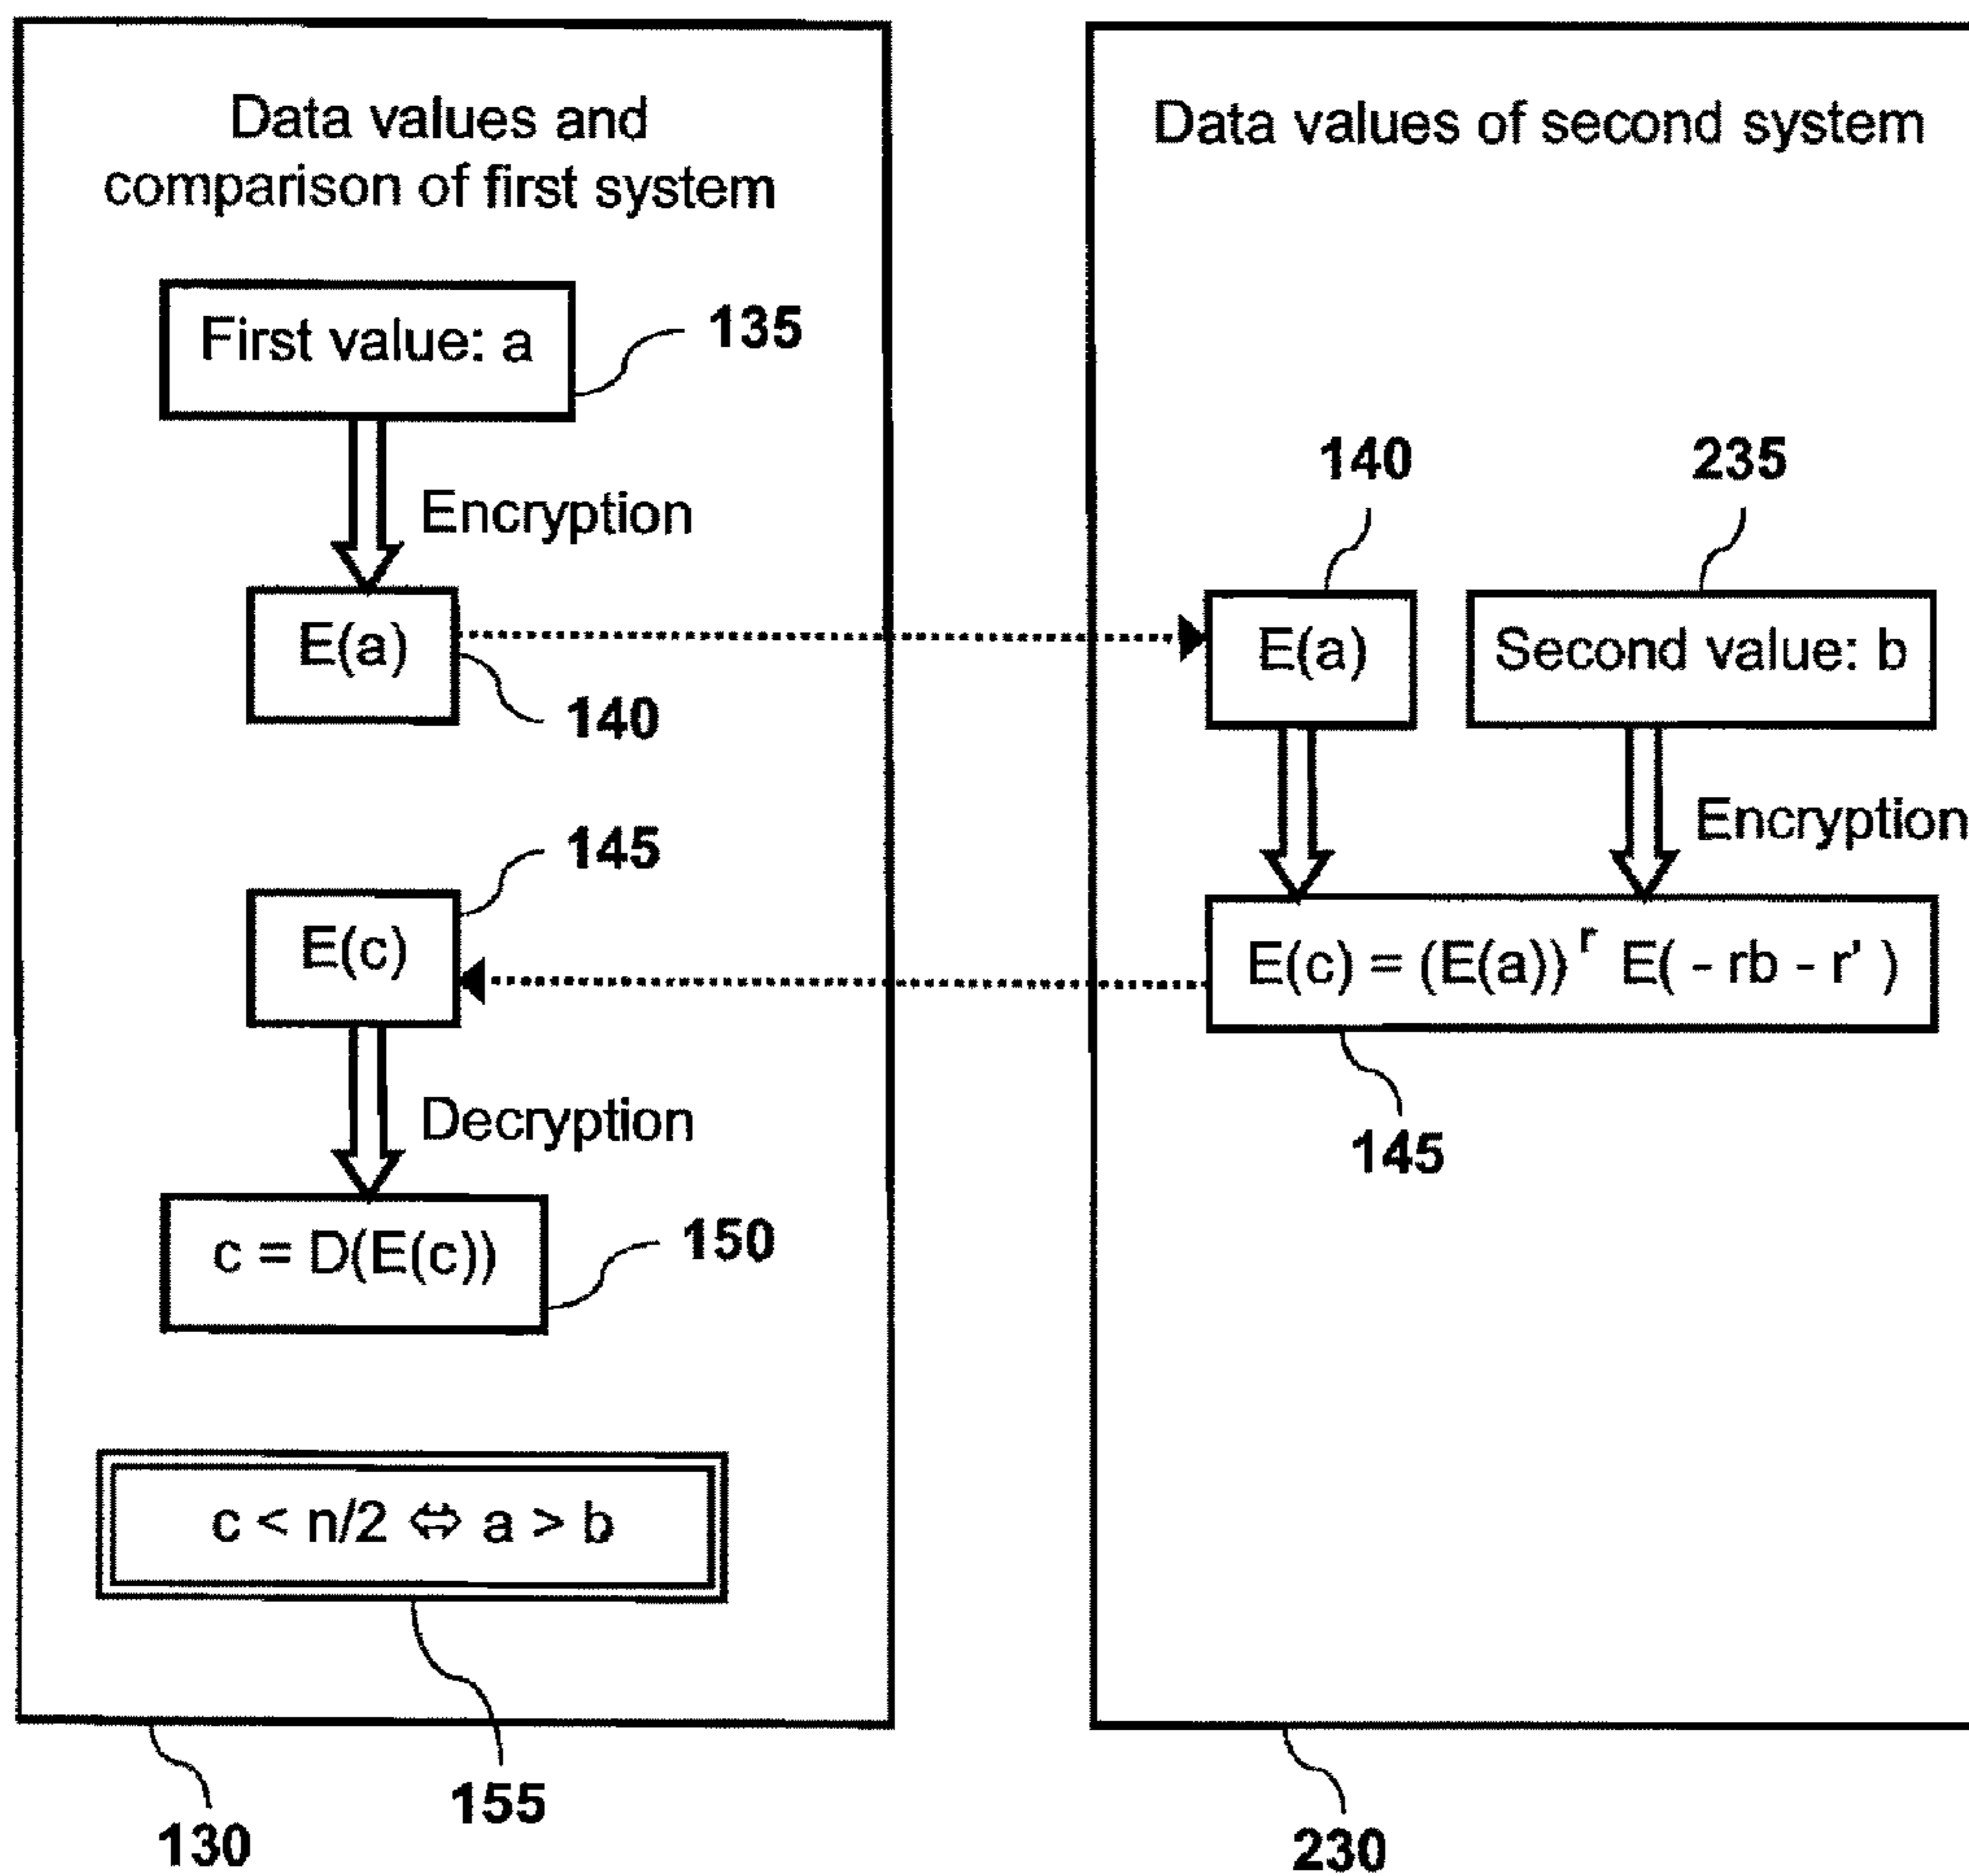 Data values and
comparison of first system
First value: a
135
Encryption
E(a)
140
145
E(c)
Decryption
c = D(E(c))
150
c < n/2 ⇔ a > b
155
130
Data values of second system
140
235
E(a)
Second value: b
Encryption
E(c) = (E(a))^r E( - rb - r' )
145
230